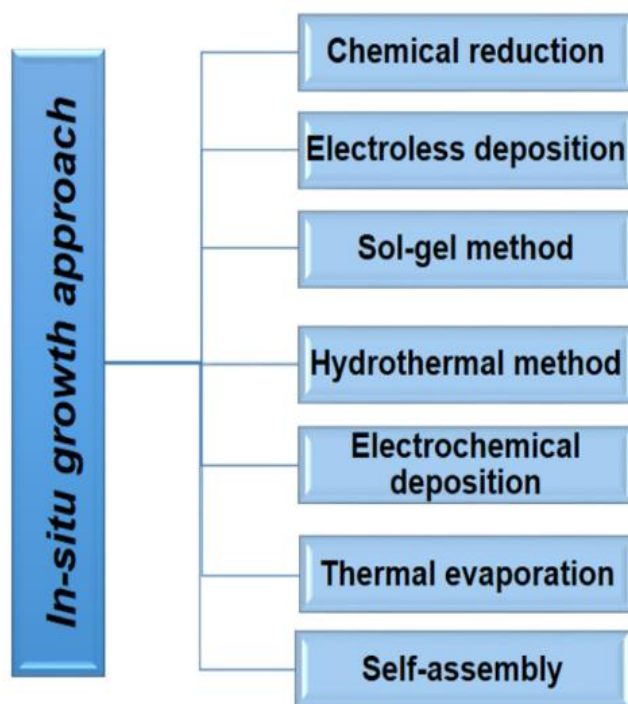 In-situ growth approach
Chemical reduction
Electroless deposition
Sol-gel method
Hydrothermal method
Electrochemical
deposition
Thermal evaporation
Self-assembly